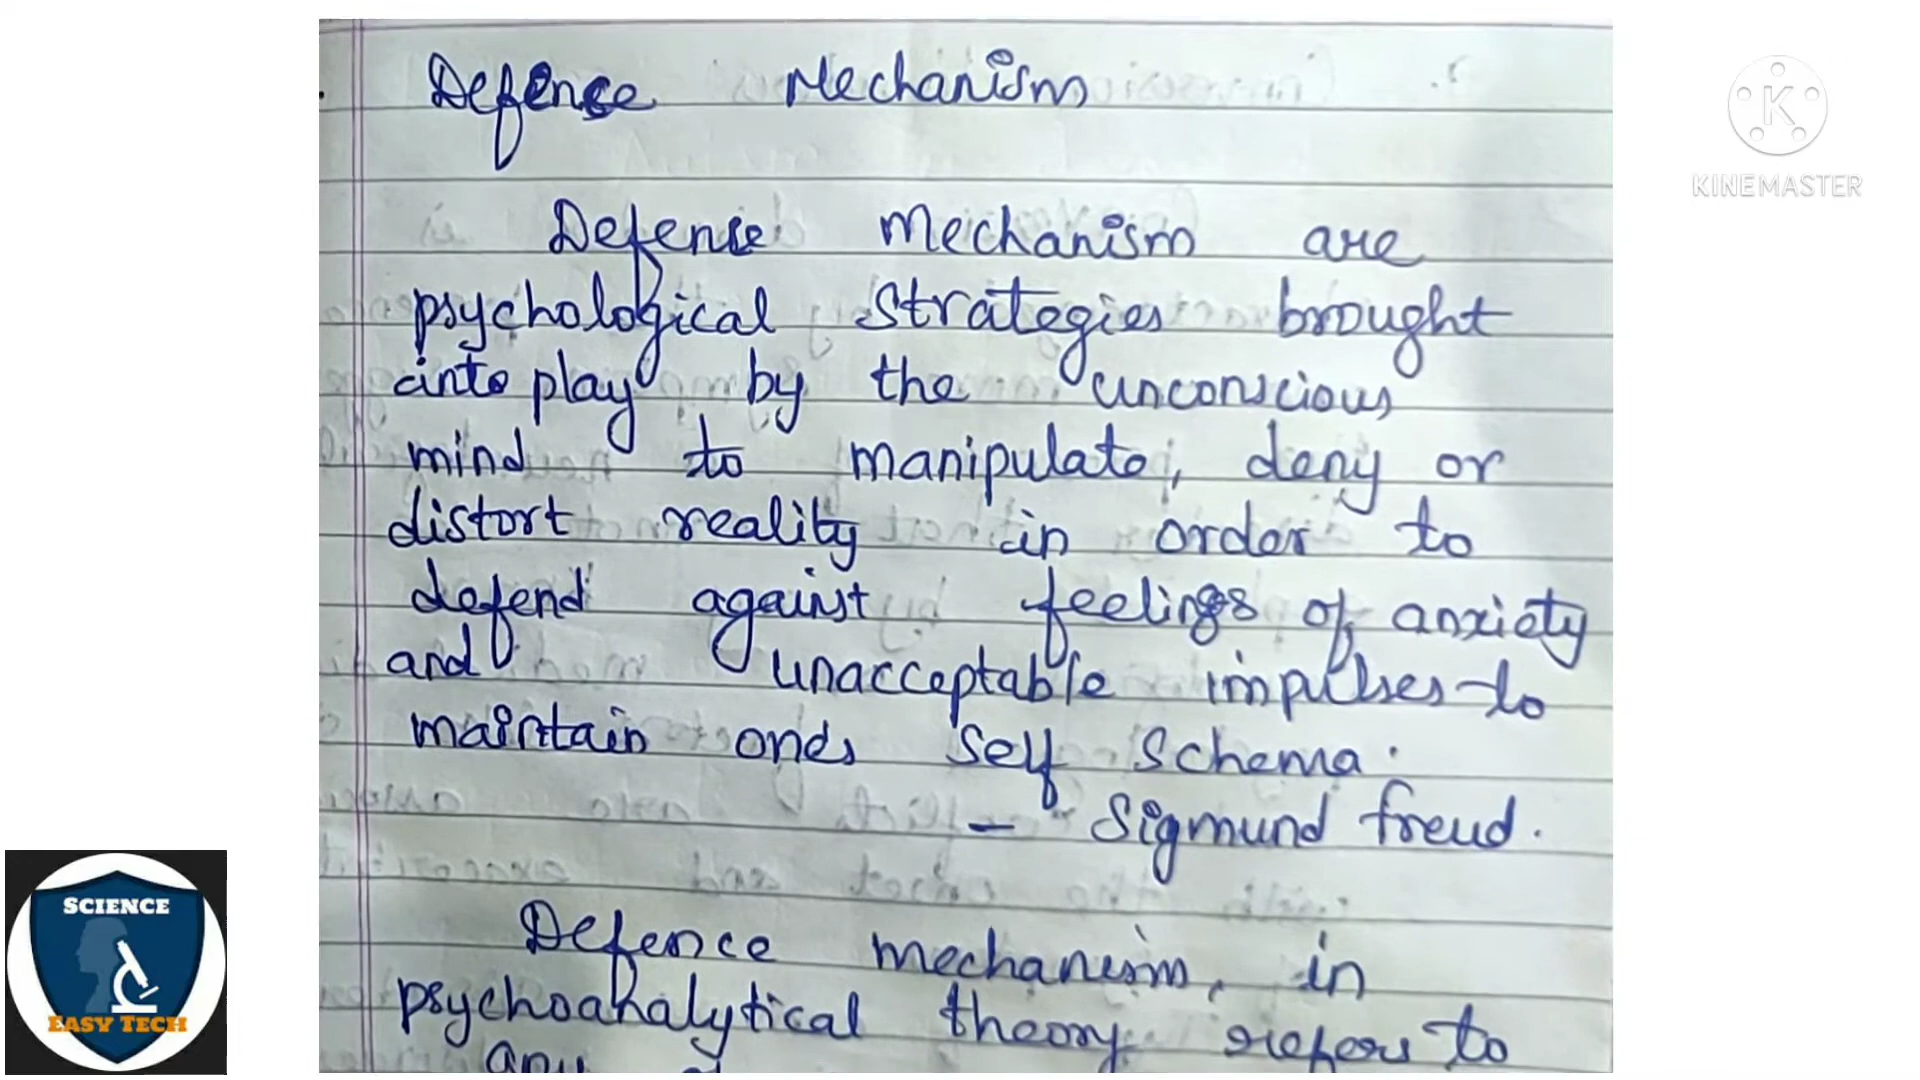 Defence Mechanism
Defense Mechanism are
psychological strategies brought
into play by the unconscious
mind to manipulate, deny or
distort reality in order to
defend against feelings of anxiety
and unacceptable impulses to
maintain ones self schema.
- Sigmund freud.
Defence mechanism, in
psychoanalytical theory refers to
any
KINEMASTER
SCIENCE
EASY TECH